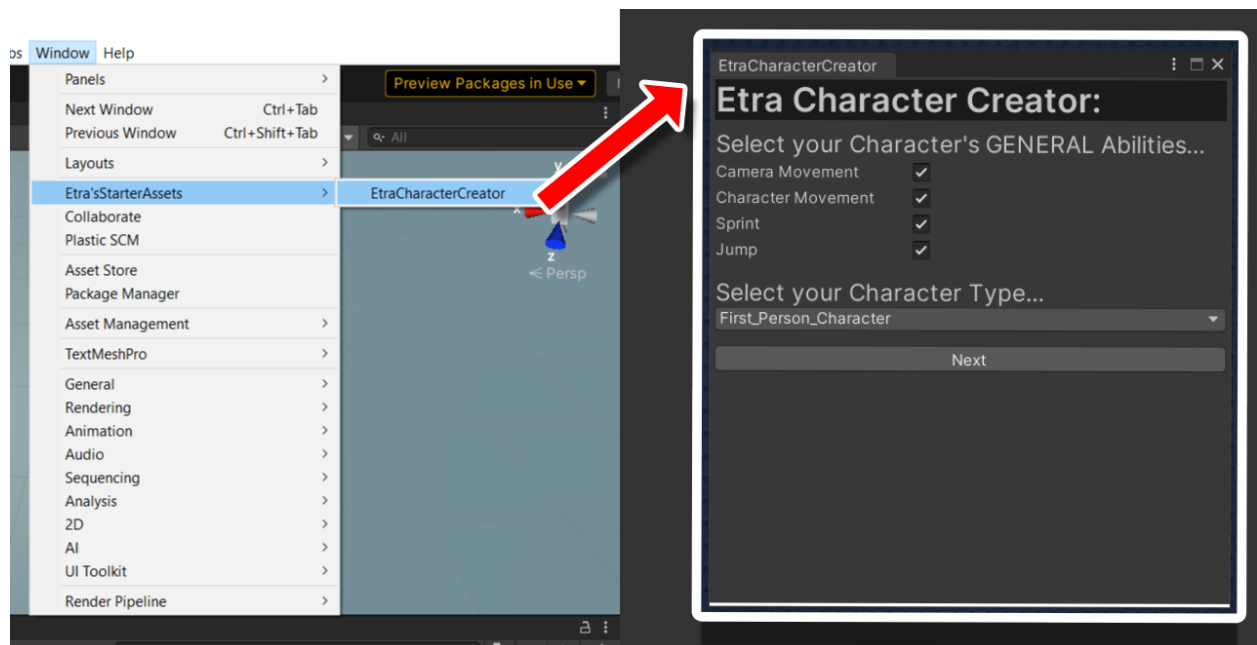 bs Window Help
Panels
Next Window Ctrl+Tab
Previous Window Ctrl+Shift+Tab
Layouts
Etra'sStarterAssets
Collaborate
Plastic SCM
Asset Store
Package Manager
Asset Management
TextMeshPro
General
Rendering
Animation
Audio
Sequencing
Analysis
2D
AI
UI Toolkit
Render Pipeline
EtraCharacterCreator
Preview Packages in Use
All
y
x
z
Persp
EtraCharacterCreator
Etra Character Creator:
Select your Character's GENERAL Abilities...
Camera Movement
Character Movement
Sprint
Jump
Select your Character Type...
First_Person_Character
Next